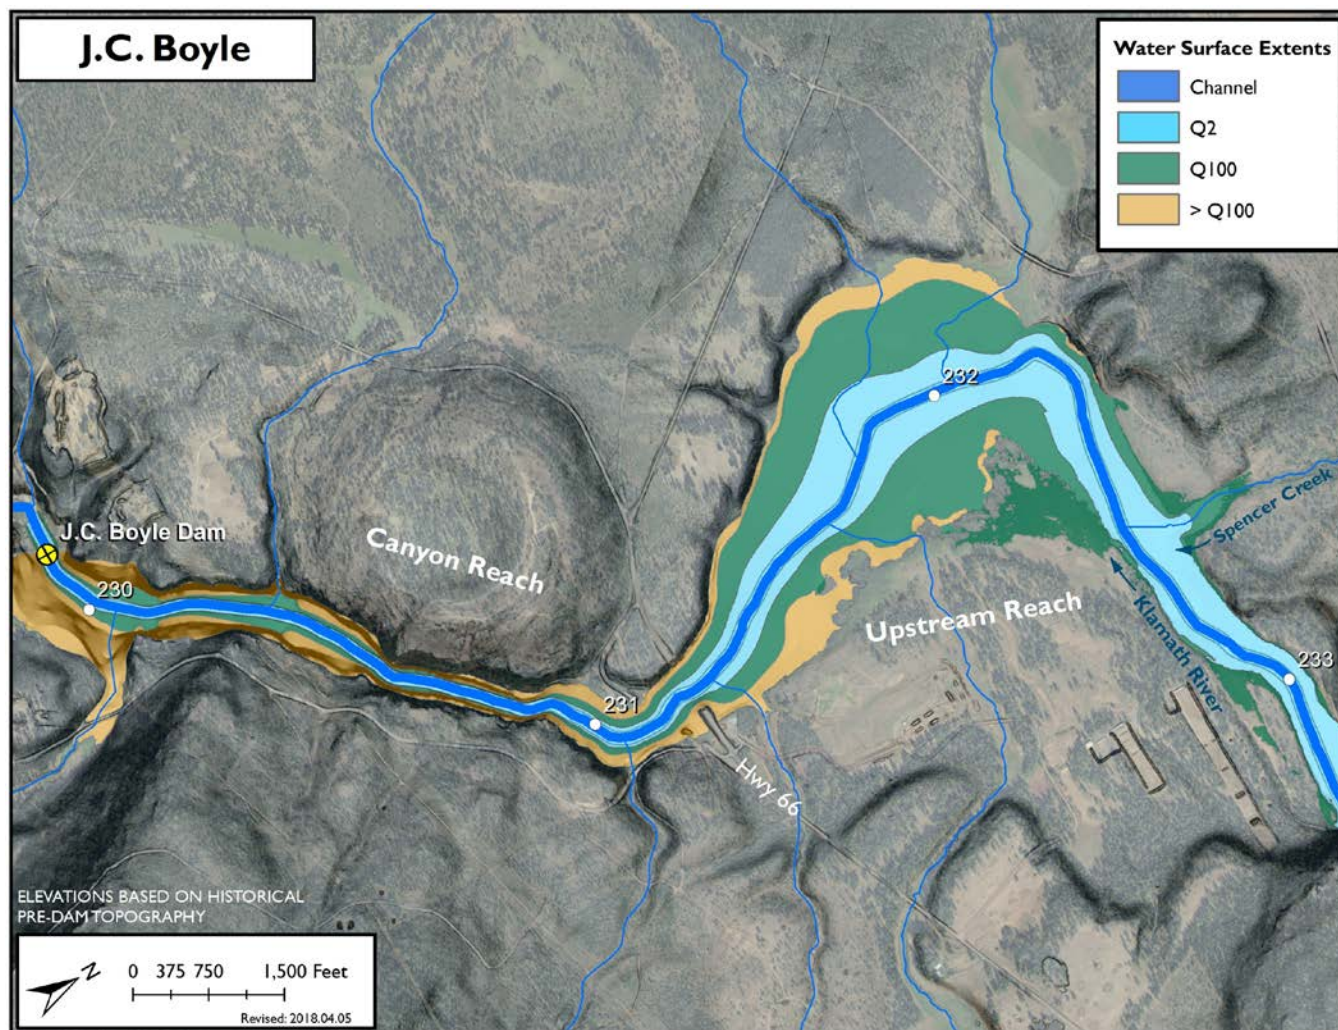 J.C. Boyle
Water Surface Extents
Channel
Q2
Q100
> Q100
232
Spencer Creek
J.C. Boyle Dam
Canyon Reach
230
Upstream Reach
Klamath River
233
231
Hwy 66
ELEVATIONS BASED ON HISTORICAL
PRE-DAM TOPOGRAPHY
N
0 375 750 1,500 Feet
Revised: 2018.04.05